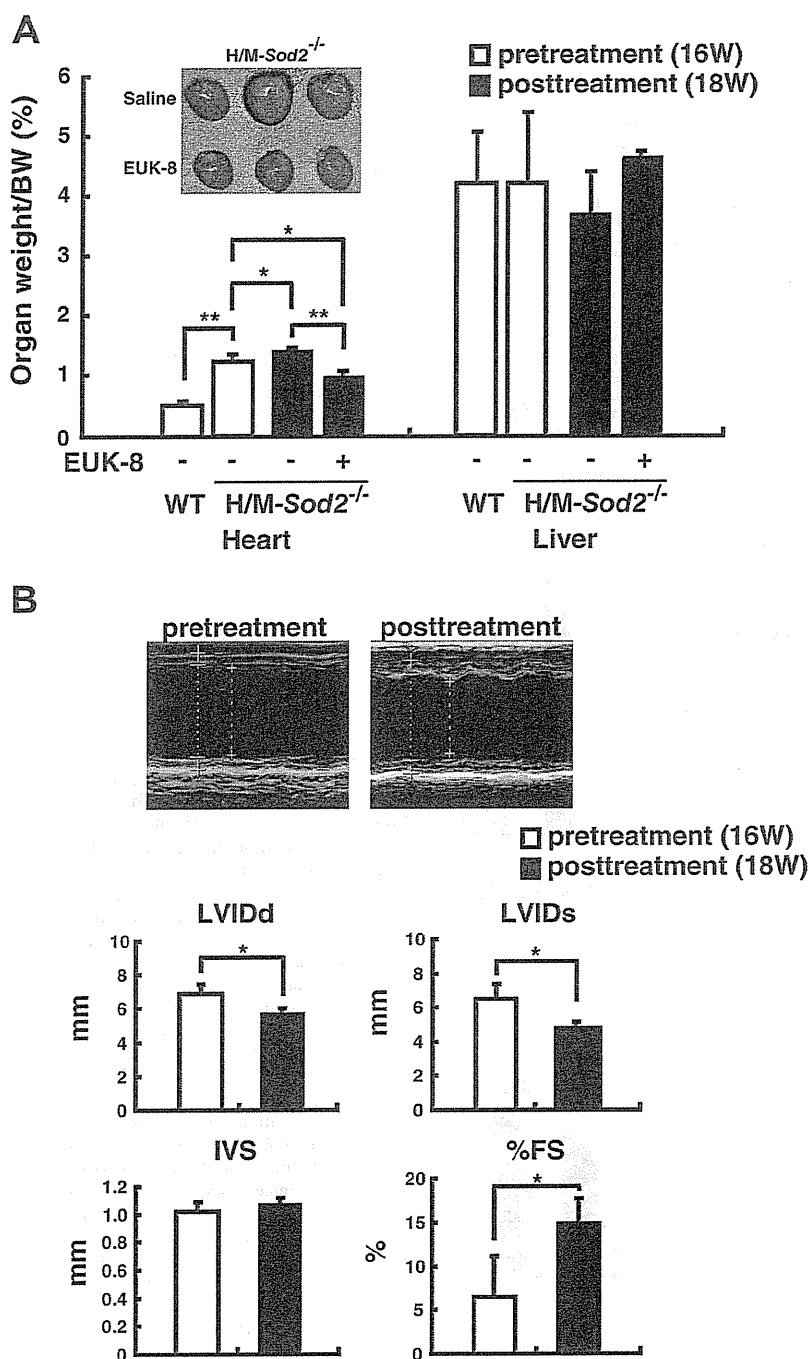 A
H/M-Sod2-/-
Saline
EUK-8
pretreatment (16W)
posttreatment (18W)
Organ weight/BW (%)
6
5
4
3
2
1
0
*
*
**
**
EUK-8 - - - + - - - +
WT H/M-Sod2-/- WT H/M-Sod2-/-
Heart Liver
B
pretreatment posttreatment
pretreatment (16W)
posttreatment (18W)
LVIDd
mm
10
8
6
4
2
0
*
LVIDs
mm
10
8
6
4
2
0
*
IVS
mm
1.2
1.0
0.8
0.6
0.4
0.2
0
%FS
%
20
15
10
5
0
*